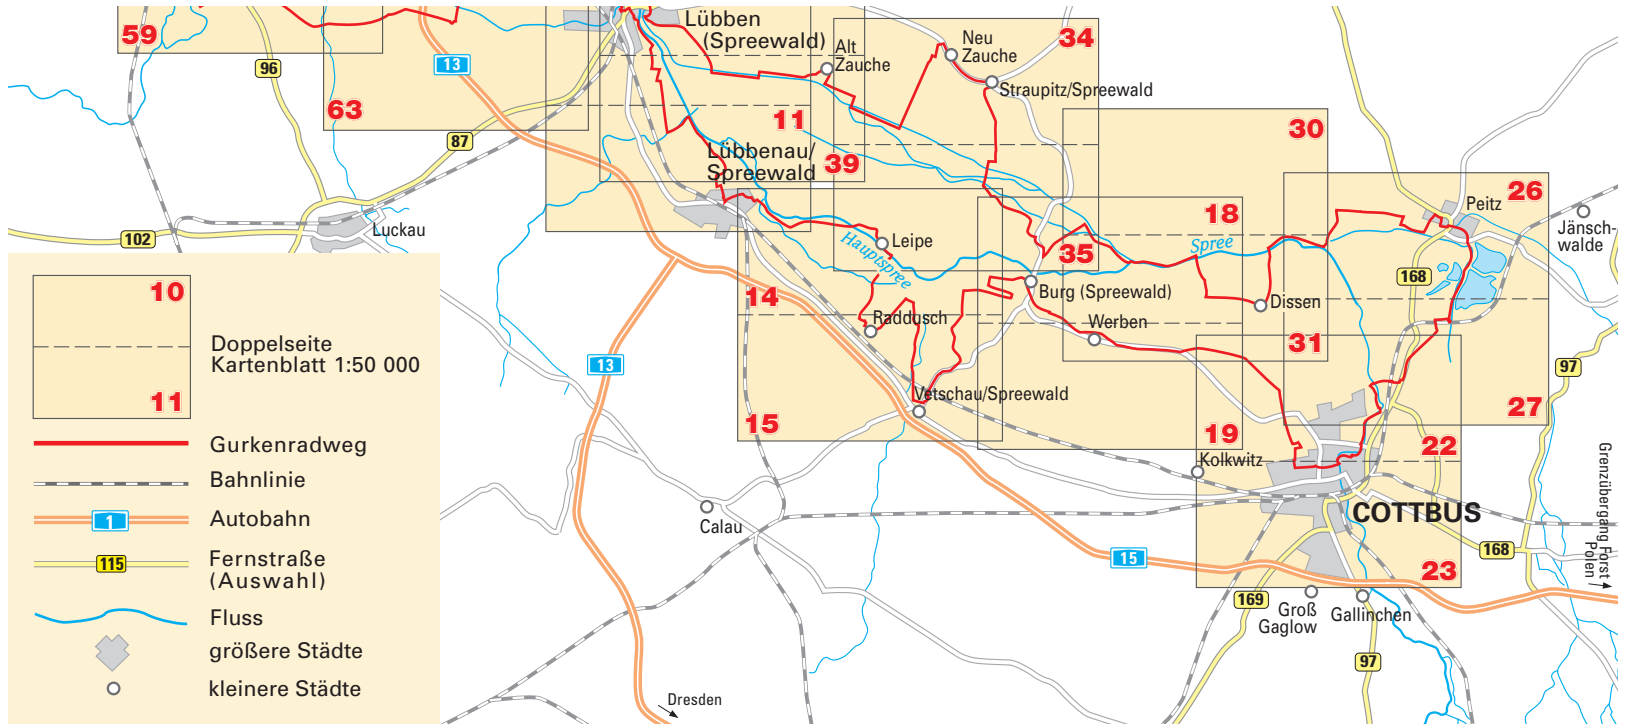 59
96
13
63
87
Lübben
(Spreewald)
Alt
Zauche
Neu
Zauche
34
Straupitz/Spreewald
11
39
Lübbenau/
Spreewald
30
26
Peitz
Jänsch-
walde
102
Luckau
Leipe
Hauptspree
18
35
Spree
168
Burg (Spreewald)
Dissen
14
Raddusch
Werben
31
13
97
Vetschau/Spreewald
15
27
19
22
Kolkwitz
Calau
COTTBUS
15
168
23
Grenzübergang Forst
Polen
169
Groß
Gaglow
Gallinchen
97
Dresden
10
Doppelseite
Kartenblatt 1:50 000
11
Gurkenradweg
Bahnlinie
1
Autobahn
115
Fernstraße
(Auswahl)
Fluss
größere Städte
kleinere Städte